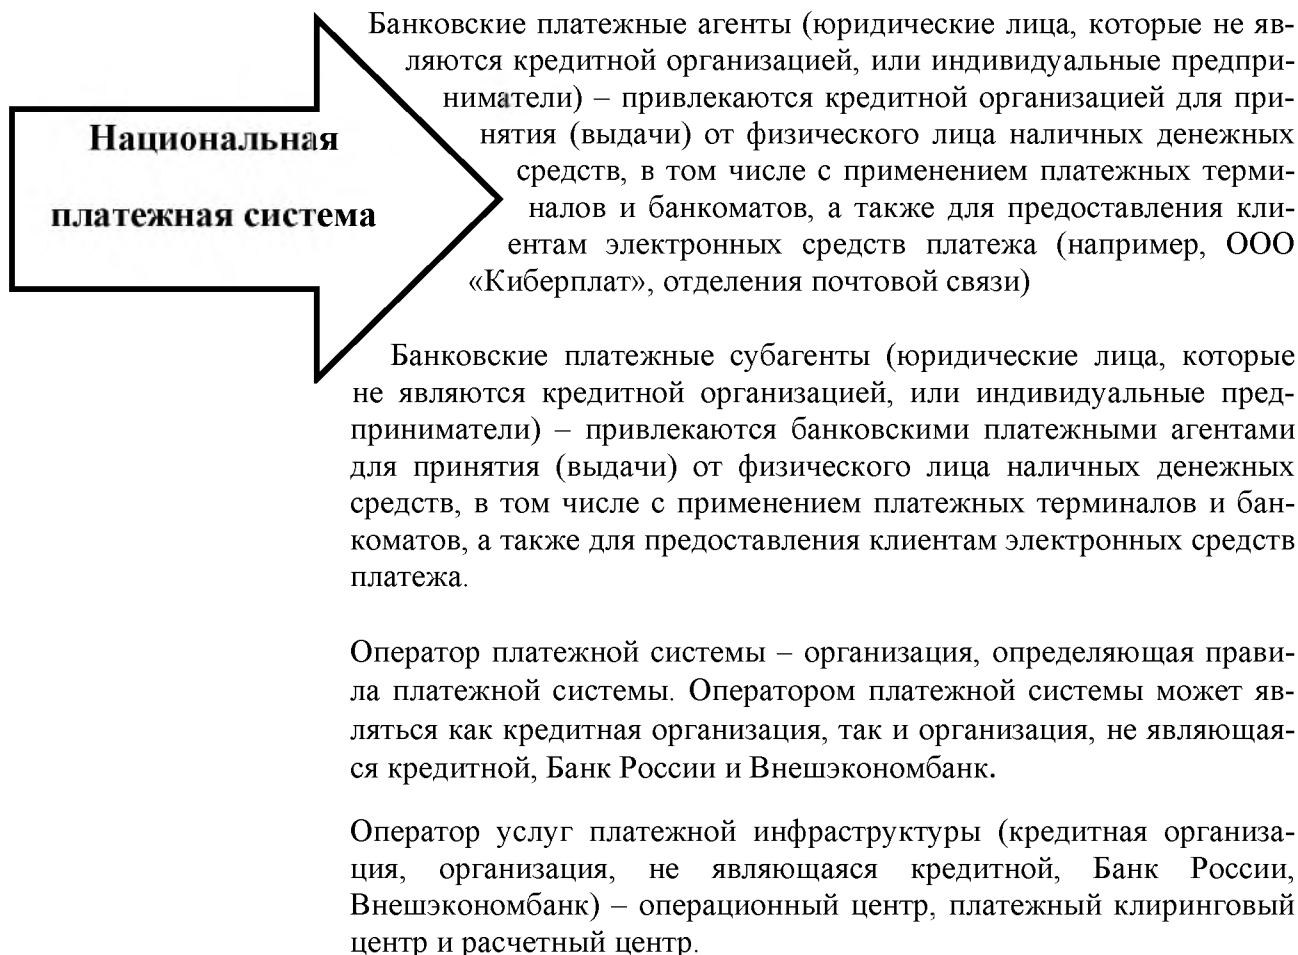 Национальная
платежная система
Банковские платежные агенты (юридические лица, которые не яв-
ляются кредитной организацией, или индивидуальные предпри-
ниматели) – привлекаются кредитной организацией для при-
нятия (выдачи) от физического лица наличных денежных
средств, в том числе с применением платежных терми-
налов и банкоматов, а также для предоставления кли-
ентам электронных средств платежа (например, ООО
«Киберплат», отделения почтовой связи)
Банковские платежные субагенты (юридические лица, которые
не являются кредитной организацией, или индивидуальные пред-
приниматели) – привлекаются банковскими платежными агентами
для принятия (выдачи) от физического лица наличных денежных
средств, в том числе с применением платежных терминалов и бан-
коматов, а также для предоставления клиентам электронных средств
платежа.
Оператор платежной системы – организация, определяющая прави-
ла платежной системы. Оператором платежной системы может яв-
ляться как кредитная организация, так и организация, не являющая-
ся кредитной, Банк России и Внешэкономбанк.
Оператор услуг платежной инфраструктуры (кредитная организа-
ция, организация, не являющаяся кредитной, Банк России,
Внешэкономбанк) – операционный центр, платежный клиринговый
центр и расчетный центр.